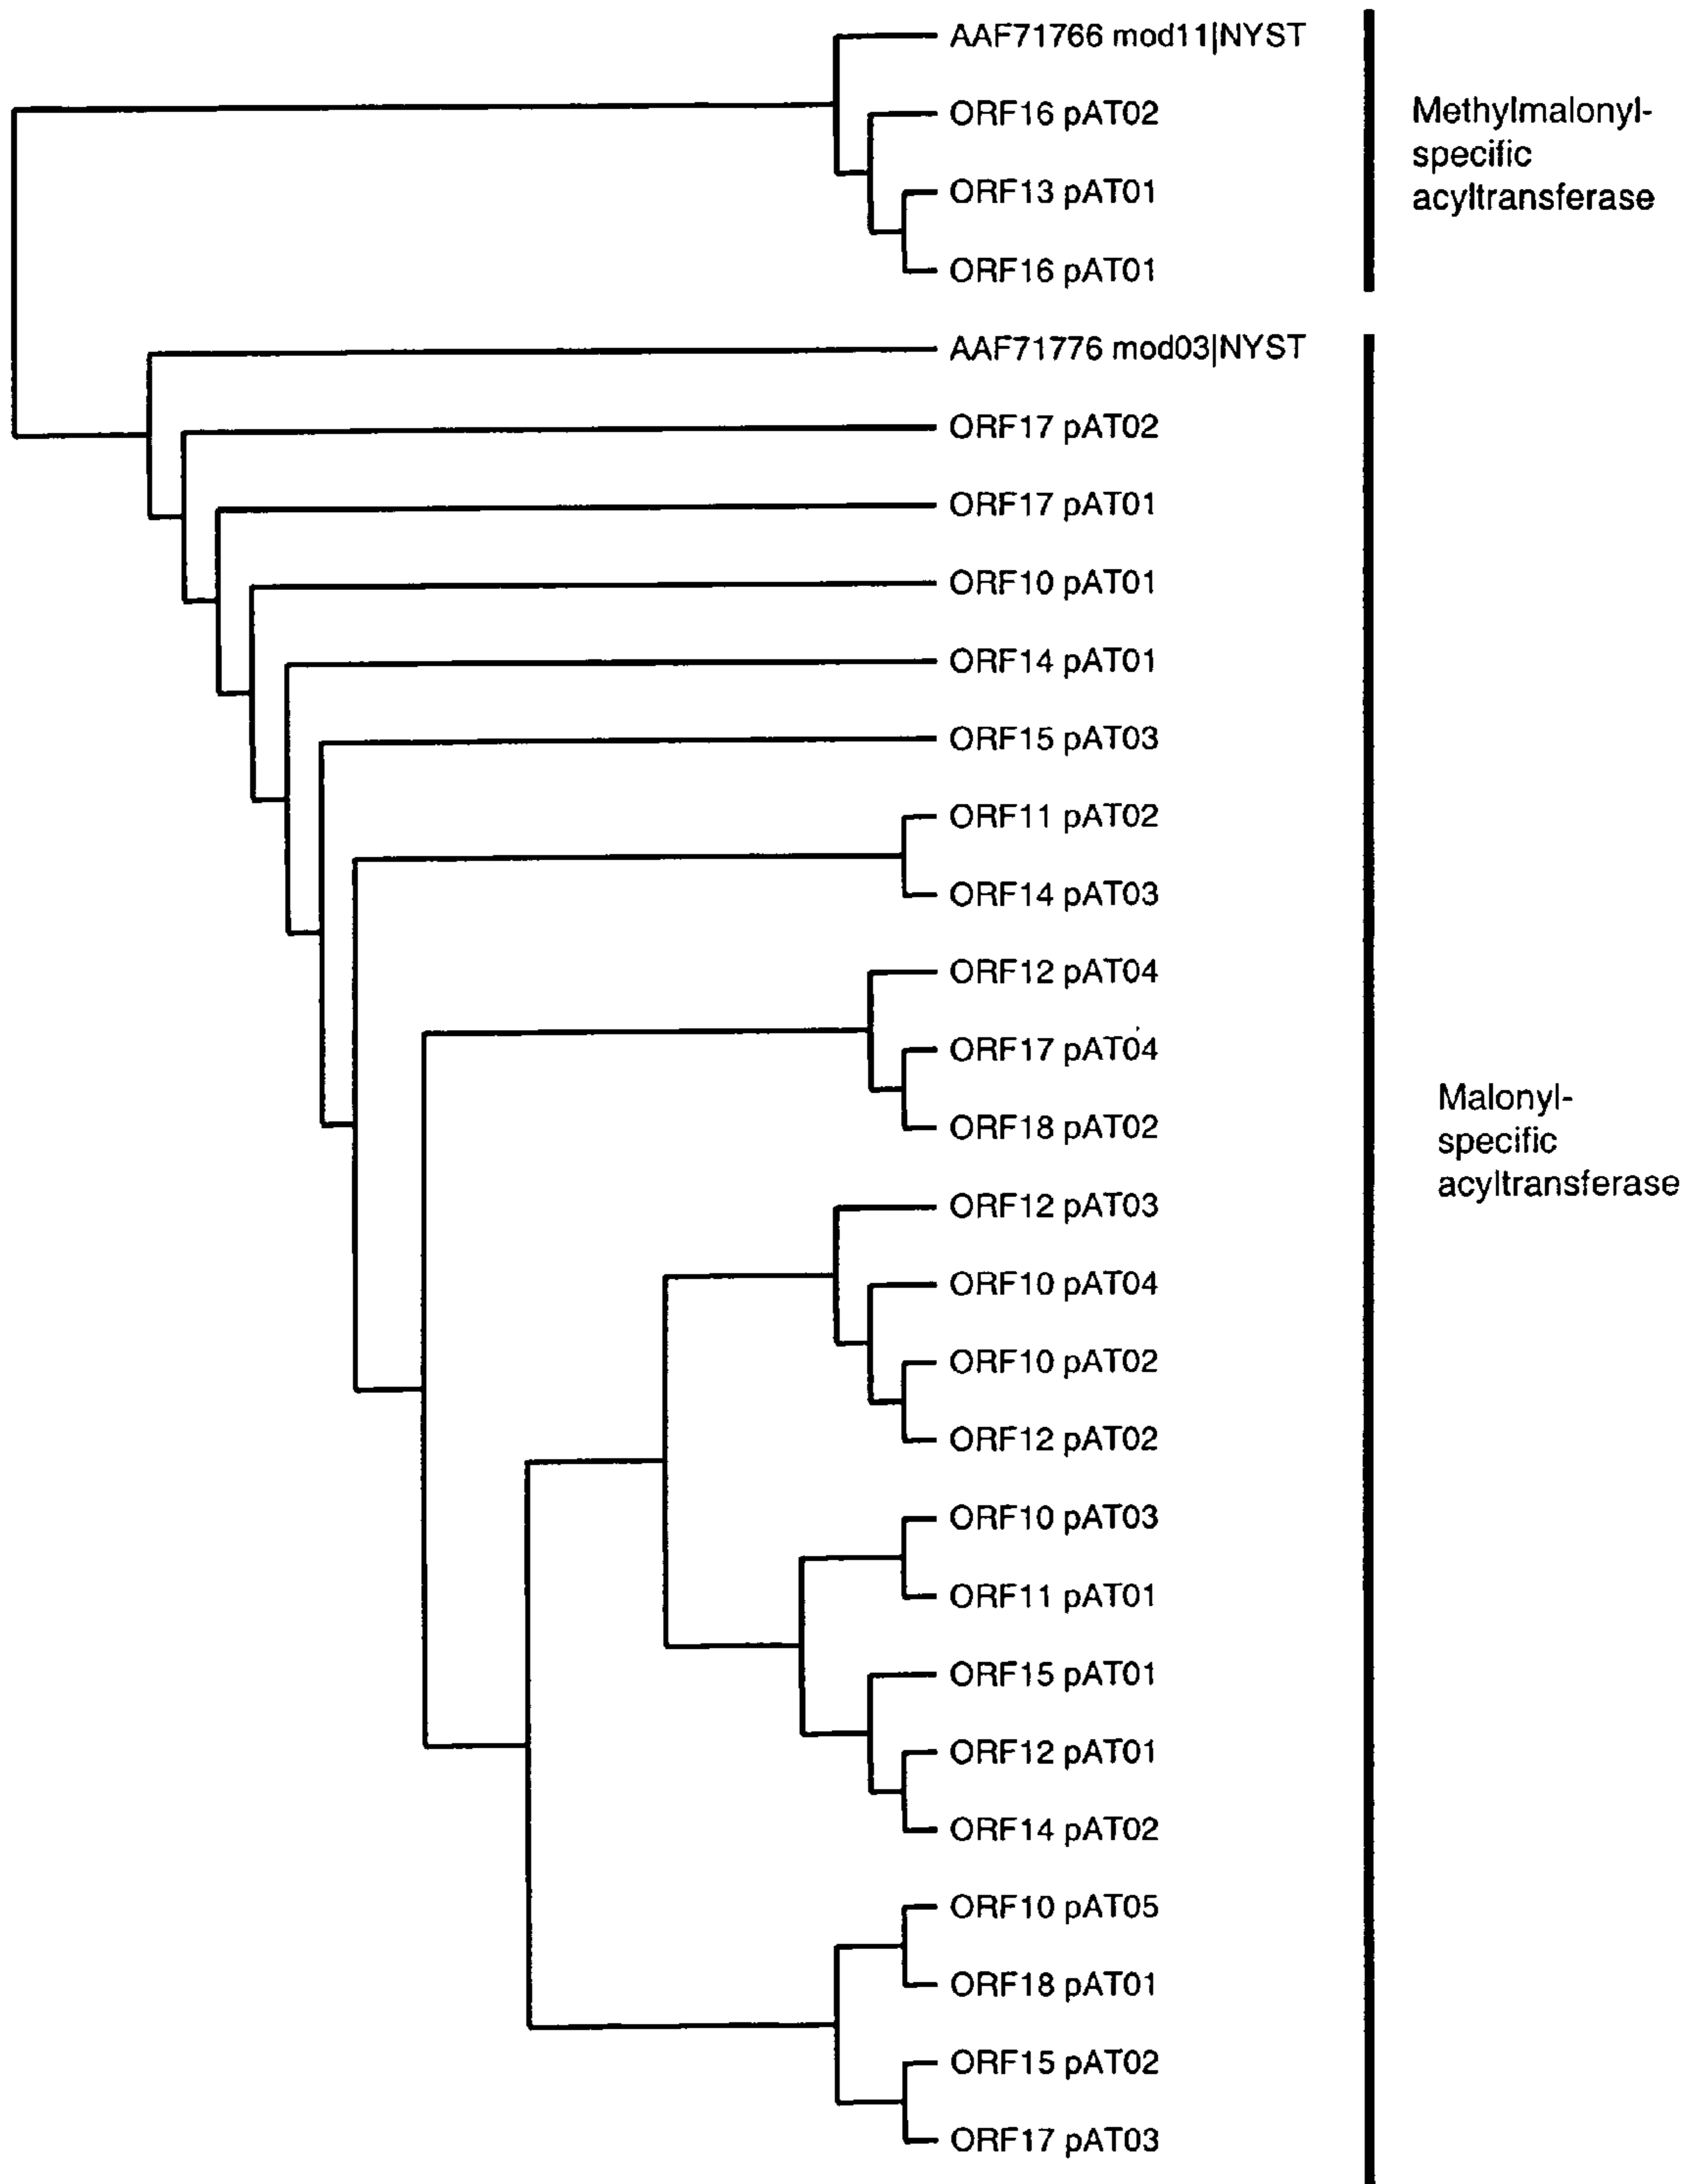 AAF71766 mod11|NYST
ORF16 pAT02
ORF13 pAT01
ORF16 pAT01
Methylmalonyl-
specific
acyltransferase
AAF71776 mod03|NYST
ORF17 pAT02
ORF17 pAT01
ORF10 pAT01
ORF14 pAT01
ORF15 pAT03
ORF11 pAT02
ORF14 pAT03
ORF12 pAT04
ORF17 pAT04
ORF18 pAT02
ORF12 pAT03
ORF10 pAT04
ORF10 pAT02
ORF12 pAT02
ORF10 pAT03
ORF11 pAT01
ORF15 pAT01
ORF12 pAT01
ORF14 pAT02
ORF10 pAT05
ORF18 pAT01
ORF15 pAT02
ORF17 pAT03
Malonyl-
specific
acyltransferase